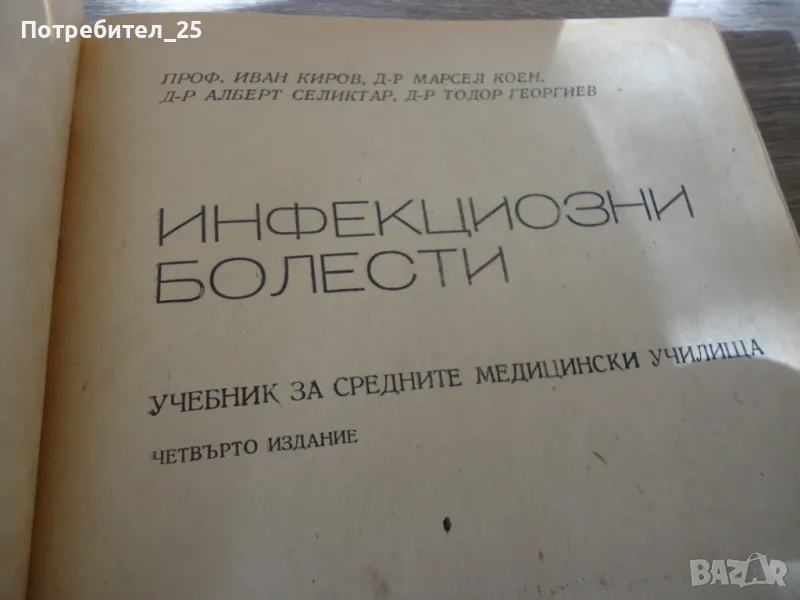 Потребител_25
ПРОФ. ИВАН КИРОВ, Д-Р МАРСЕЛ КОЕН,
Д-Р АЛБЕРТ СЕЛИКТАР, Д-Р ТОДОР ГЕОРГИЕВ
ИНФЕКЦИОЗНИ
БОЛЕСТИ
УЧЕБНИК ЗА СРЕДНИТЕ МЕДИЦИНСКИ УЧИЛИЩА
ЧЕТВЪРТО ИЗДАНИЕ
BAZAR